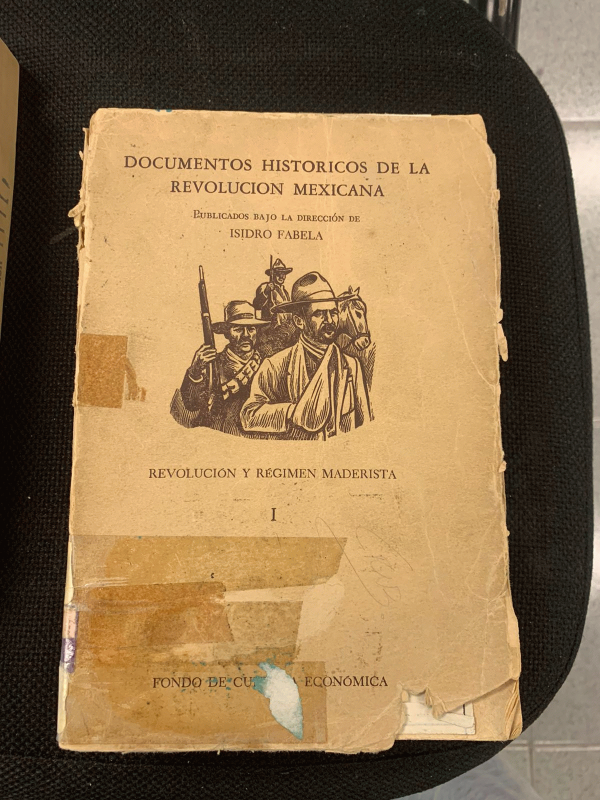 DOCUMENTOS HISTORICOS DE LA
REVOLUCION MEXICANA
PUBLICADOS BAJO LA DIRECCIÓN DE
ISIDRO FABELA
REVOLUCIÓN Y RÉGIMEN MADERISTA
I
FONDO DE ECONÓMICA